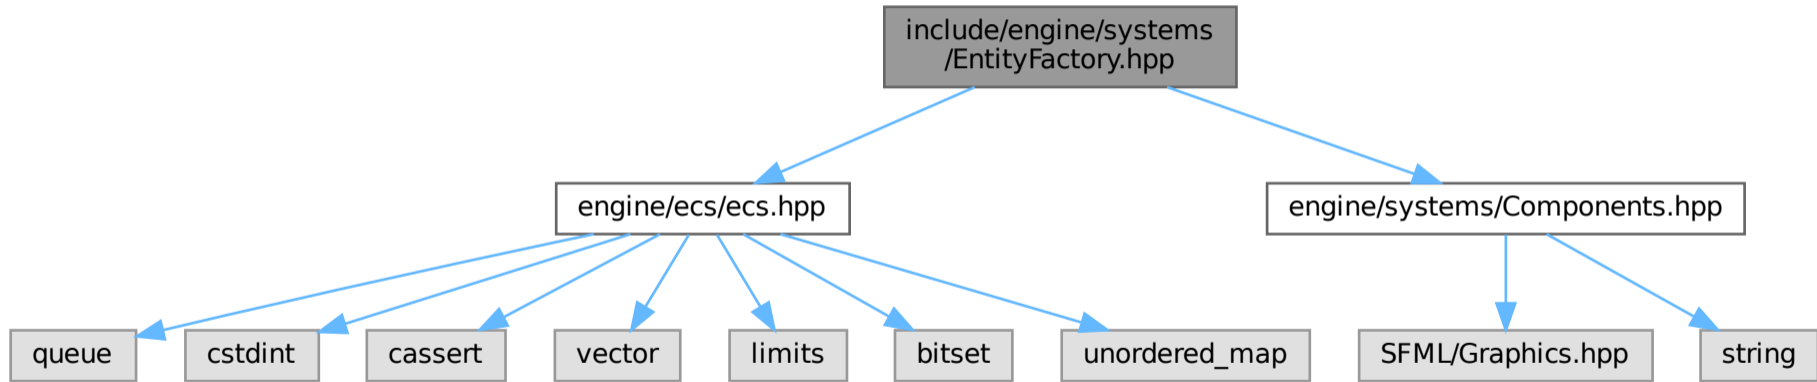 include/engine/systems
/EntityFactory.hpp
engine/ecs/ecs.hpp
engine/systems/Components.hpp
queue
cstdint
cassert
vector
limits
bitset
unordered_map
SFML/Graphics.hpp
string